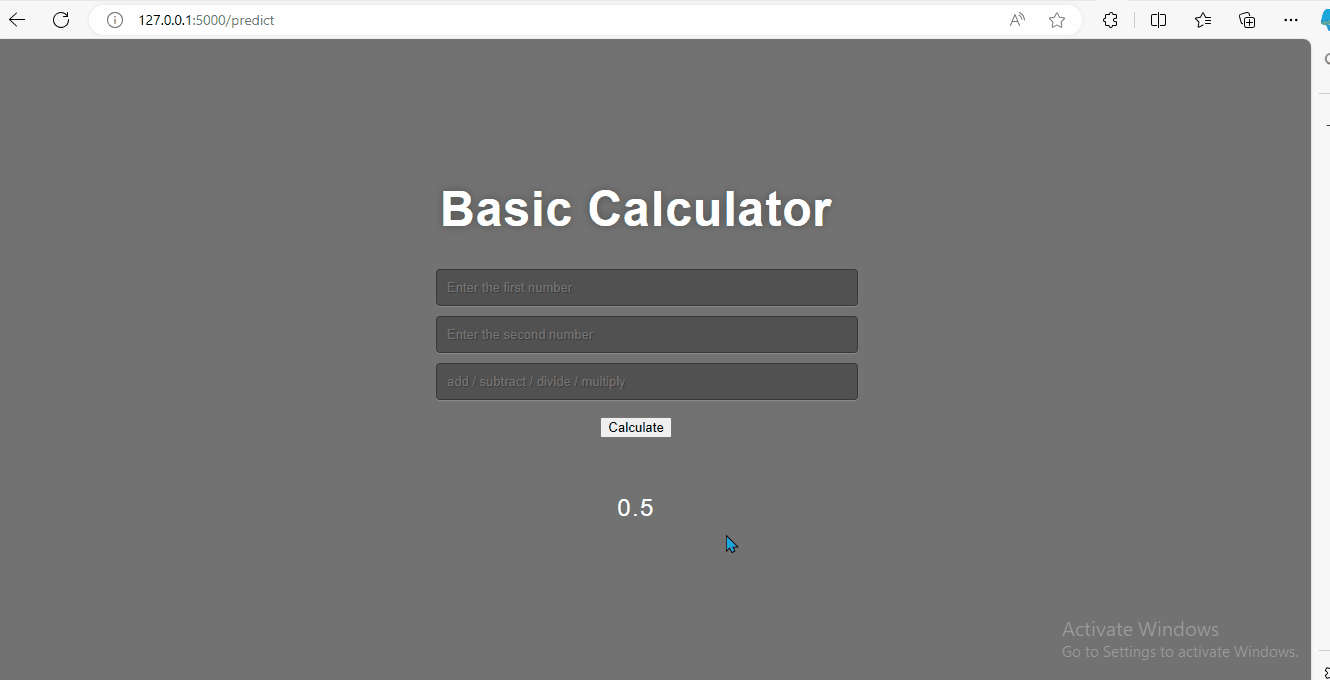 127.0.0.1:5000/predict
Basic Calculator
Enter the first number
Enter the second number
add / subtract / divide / multiply
Calculate
0.5
Activate Windows
Go to Settings to activate Windows.